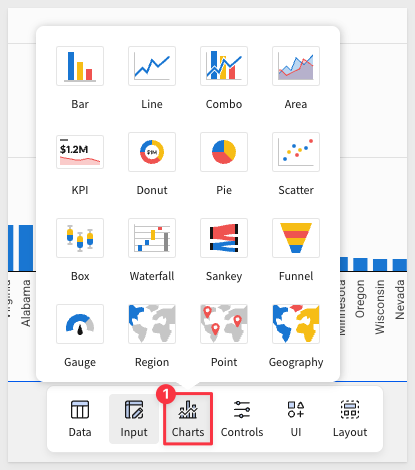 Bar Line Combo Area
$1.2M
$1M
KPI Donut Pie Scatter
Box Waterfall Sankey Funnel
Alabama
Minnesota
Oregon
Wisconsin
Nevada
Gauge Region Point Geography
1
Data Input Charts Controls UI Layout